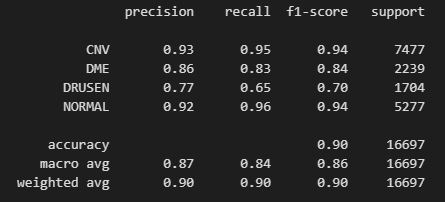 precision recall f1-score support
CNV 0.93 0.95 0.94 7477
DME 0.86 0.83 0.84 2239
DRUSEN 0.77 0.65 0.70 1704
NORMAL 0.92 0.96 0.94 5277
accuracy 0.90 16697
macro avg 0.87 0.84 0.86 16697
weighted avg 0.90 0.90 0.90 16697